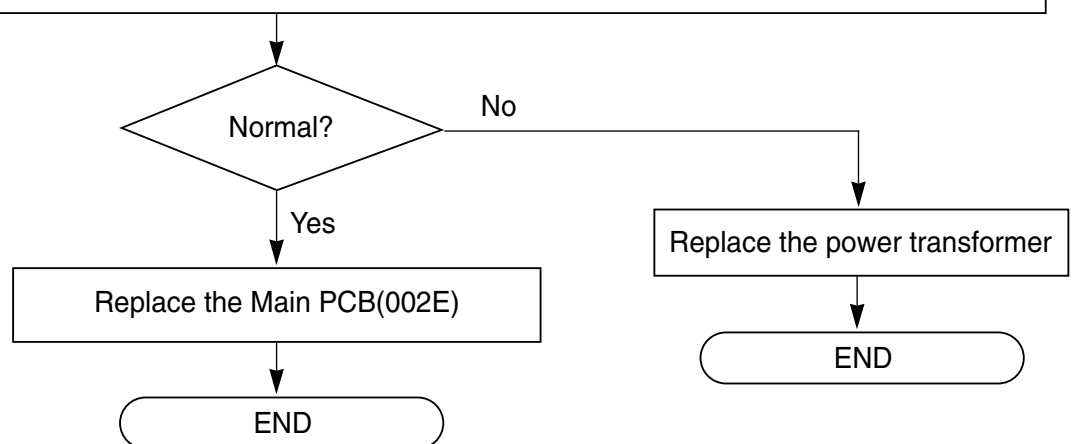 Normal?
No
Yes
Replace the power transformer
Replace the Main PCB(002E)
END
END